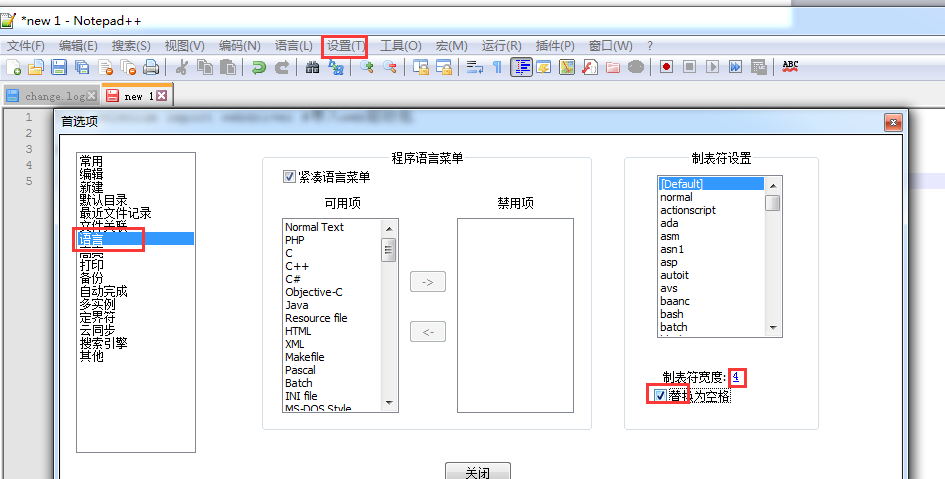 *new 1 - Notepad++
文件(F) 编辑(E) 搜索(S) 视图(V) 编码(N) 语言(L) 设置(T) 工具(O) 宏(M) 运行(R) 插件(P) 窗口(W) ?
ABC
change.log new 1
1
2
3
4
5
首选项
常用
编辑
新建
默认目录
最近文件记录
文件关联
语言
高亮
打印
备份
自动完成
多实例
定界符
云同步
搜索引擎
其他
程序语言菜单
紧凑语言菜单
可用项
禁用项
Normal Text
PHP
C
C++
C#
Objective-C
Java
Resource file
HTML
XML
Makefile
Pascal
Batch
INI file
MS-DOS Style
->
<-
制表符设置
[Default]
normal
actionscript
ada
asm
asn1
asp
autoit
avs
baanc
bash
batch
制表符宽度: 4
替换为空格
关闭